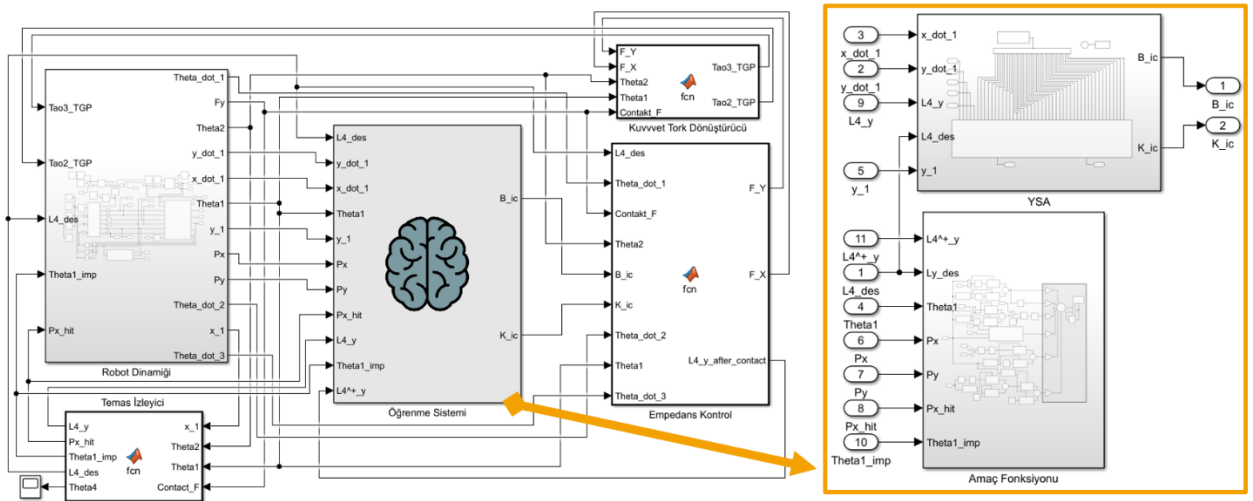 Tao3_TGP
Tao2_TGP
L4_des
Theta1_imp
Px_hit
Theta_dot_1
Fy
Theta2
y_dot_1
x_dot_1
Theta1
y_1
Px
Py
Theta_dot_2
x_1
Theta_dot_3
Robot Dinamiği
Temas İzleyici
L4_y
Px_hit
Theta1_imp
L4_des
Theta4
fcn
x_1
Theta2
Theta1
Contact_F
L4_des
y_dot_1
x_dot_1
Theta1
y_1
Px
Py
Px_hit
L4_y
Theta1_imp
L4^+_y
B_ic
K_ic
Öğrenme Sistemi
F_Y
F_X
Theta2
Theta1
Contakt_F
fcn
Tao3_TGP
Tao2_TGP
Kuvvvet Tork Dönüştürücü
L4_des
Theta_dot_1
Contakt_F
Theta2
B_ic
K_ic
Theta_dot_2
Theta1
Theta_dot_3
fcn
F_Y
F_X
L4_y_after_contact
Empedans Kontrol
3
x_dot_1
2
y_dot_1
9
L4_y
5
y_1
x_dot_1
y_dot_1
L4_y
L4_des
y_1
B_ic
K_ic
YSA
1
B_ic
2
K_ic
11
L4^+_y
1
L4_des
4
Theta1
6
Px
7
Py
8
Px_hit
10
Theta1_imp
L4^+_y
Ly_des
Theta1
Px
Py
Px_hit
Theta1_imp
Amaç Fonksiyonu